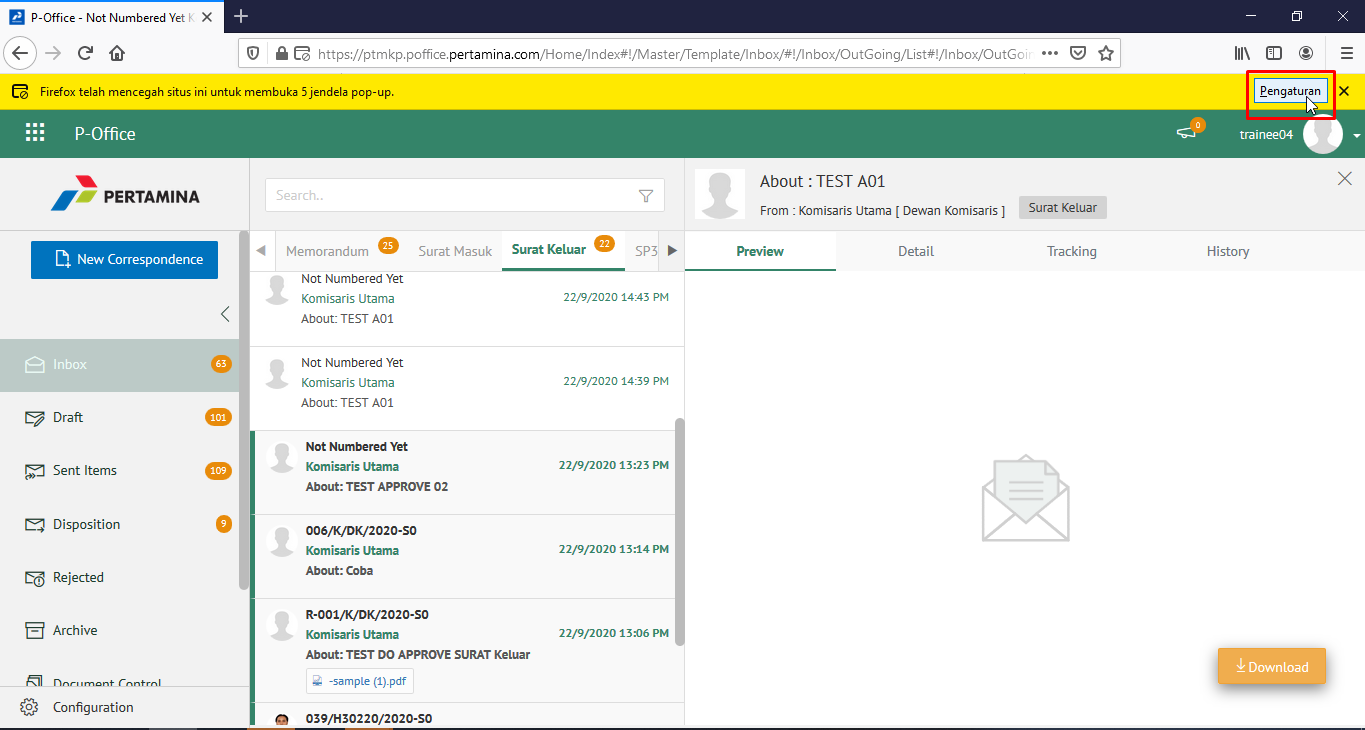 P-Office - Not Numbered Yet K
https://ptmkp.poffice.pertamina.com/Home/Index#!/Master/Template/Inbox/#!/Inbox/OutGoing/List#!/Inbox/OutGoin
Firefox telah mencegah situs ini untuk membuka 5 jendela pop-up.
Pengaturan
P-Office
0
trainee04
PERTAMINA
New Correspondence
Inbox 63
Draft 101
Sent Items 109
Disposition 9
Rejected
Archive
Document Control
Configuration
Search..
Memorandum 25 Surat Masuk Surat Keluar 22 SP3
Not Numbered Yet
Komisaris Utama 22/9/2020 14:43 PM
About: TEST A01
Not Numbered Yet
Komisaris Utama 22/9/2020 14:39 PM
About: TEST A01
Not Numbered Yet
Komisaris Utama 22/9/2020 13:23 PM
About: TEST APPROVE 02
006/K/DK/2020-S0
Komisaris Utama 22/9/2020 13:14 PM
About: Coba
R-001/K/DK/2020-S0
Komisaris Utama 22/9/2020 13:06 PM
About: TEST DO APPROVE SURAT Keluar
-sample (1).pdf
039/H30220/2020-S0
About : TEST A01
From : Komisaris Utama [ Dewan Komisaris ] Surat Keluar
Preview Detail Tracking History
Download